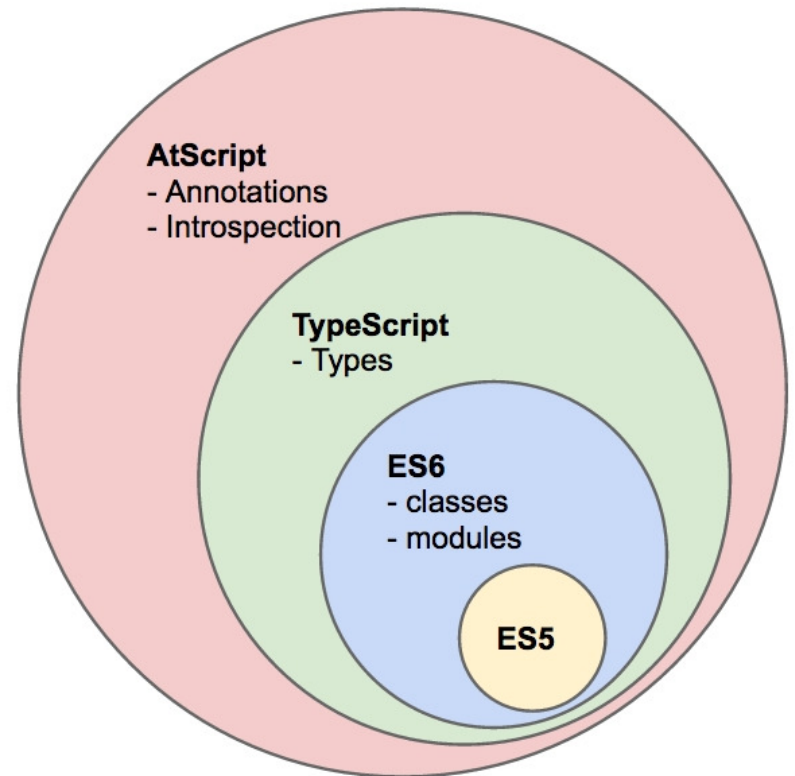 AtScript
- Annotations
- Introspection
TypeScript
- Types
ES6
- classes
- modules
ES5